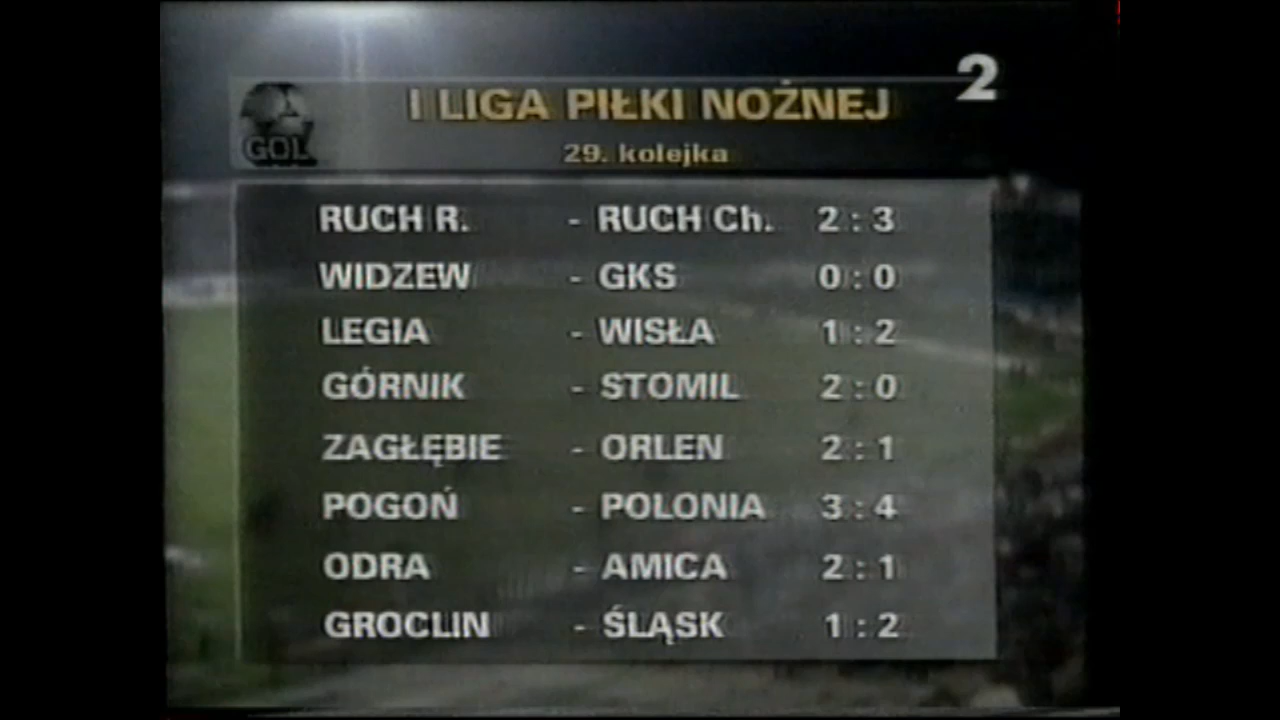 2
I LIGA PIŁKI NOŻNEJ
GOL
29. kolejka
RUCH R. - RUCH Ch. 2 : 3
WIDZEW - GKS 0 : 0
LEGIA - WISŁA 1 : 2
GÓRNIK - STOMIL 2 : 0
ZAGŁĘBIE - ORLEN 2 : 1
POGOŃ - POLONIA 3 : 4
ODRA - AMICA 2 : 1
GROCLIN - ŚLĄSK 1 : 2